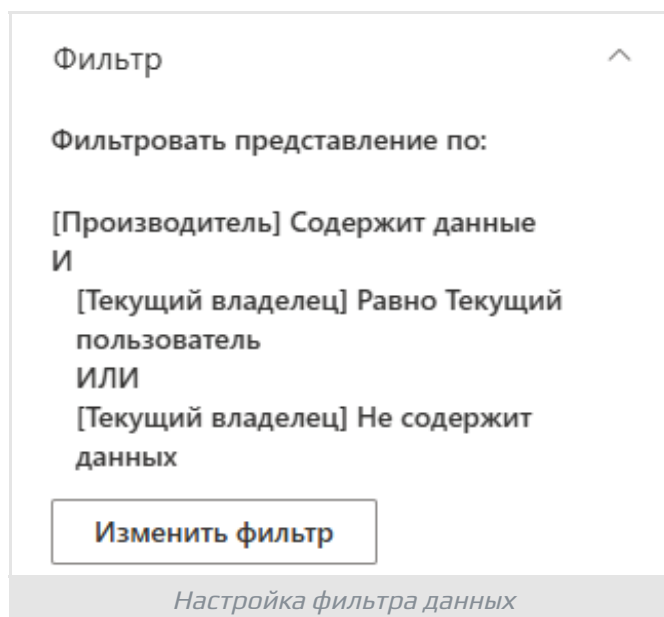 Фильтр
Фильтровать представление по:
[Производитель] Содержит данные
И
[Текущий владелец] Равно Текущий
пользователь
ИЛИ
[Текущий владелец] Не содержит
данных
Изменить фильтр
Настройка фильтра данных